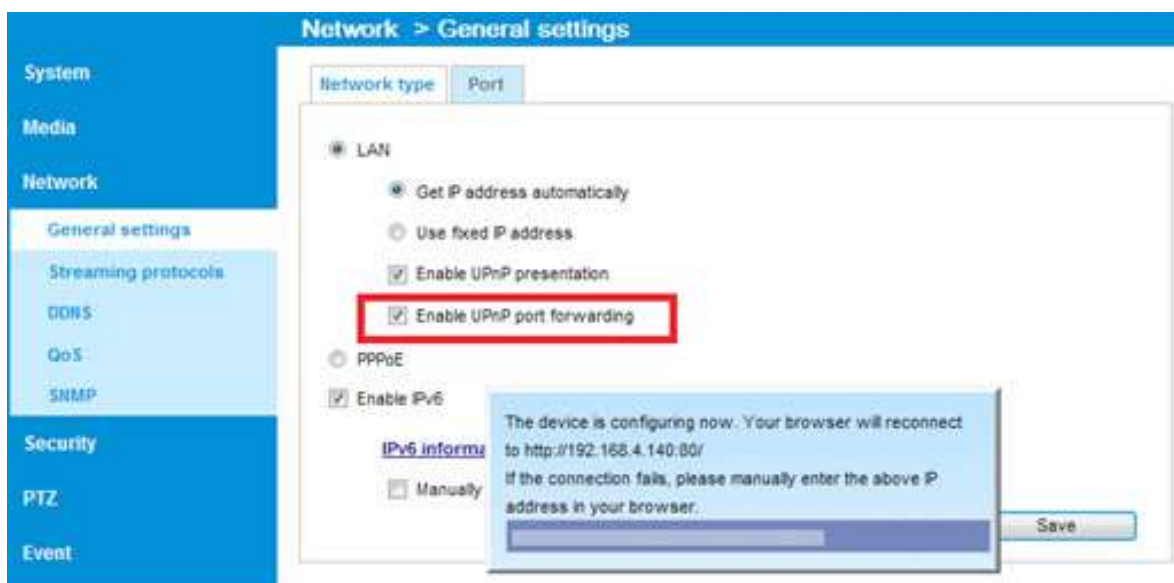 Network > General settings
System
Media
Network
General settings
Streaming protocols
DDNS
QoS
SNMP
Security
PTZ
Event
Network type
Port
LAN
Get IP address automatically
Use fixed IP address
Enable UPnP presentation
Enable UPnP port forwarding
PPPoE
Enable IPv6
IPv6 informa
Manually
The device is configuring now. Your browser will reconnect
to http://192.168.4.140:80/
If the connection fails, please manually enter the above IP
address in your browser.
Save